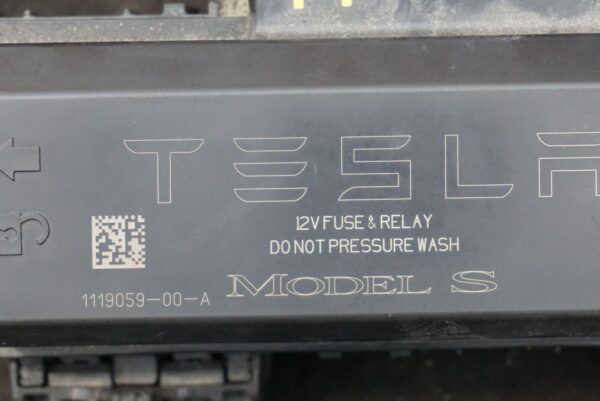 TESLA
12V FUSE & RELAY
DO NOT PRESSURE WASH
1119059-00-A
MODEL S